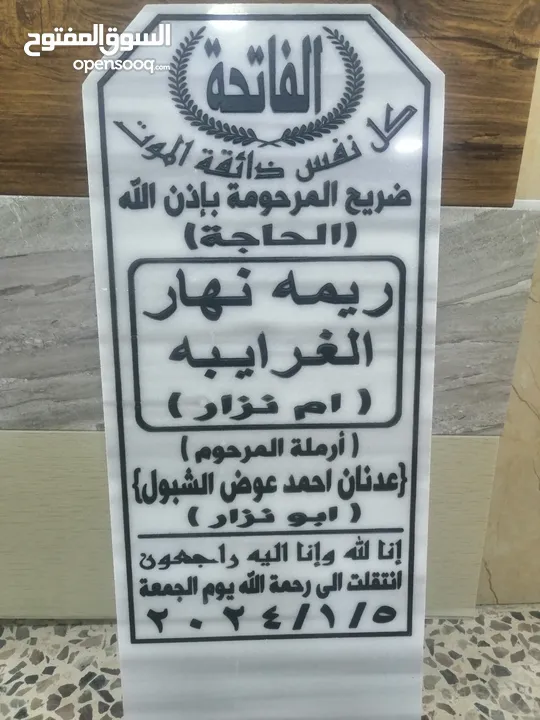 السوق المفتوح
opensooq.com
الفاتحة
كل نفس ذائقة الموت
ضريح المرحومة بإذن الله
(الحاجة)
ريمه نهار
الغرايبه
( ام نزار )
( أرملة المرحوم )
{عدنان احمد عوض الشبول}
( ابو نزار )
إنا لله وإنا اليه راجعون
انتقلت الى رحمة الله يوم الجمعة
٢٠٢٤/١/٥